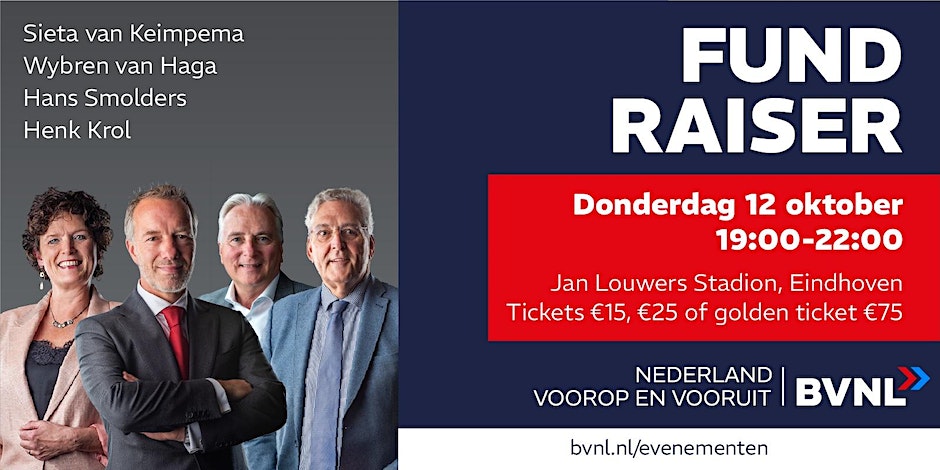 Sieta van Keimpema
Wybren van Haga
Hans Smolders
Henk Krol
FUND
RAISER
Donderdag 12 oktober
19:00-22:00
Jan Louwers Stadion, Eindhoven
Tickets €15, €25 of golden ticket €75
NEDERLAND
VOOROP EN VOORUIT
BVNL
bvnl.nl/evenementen